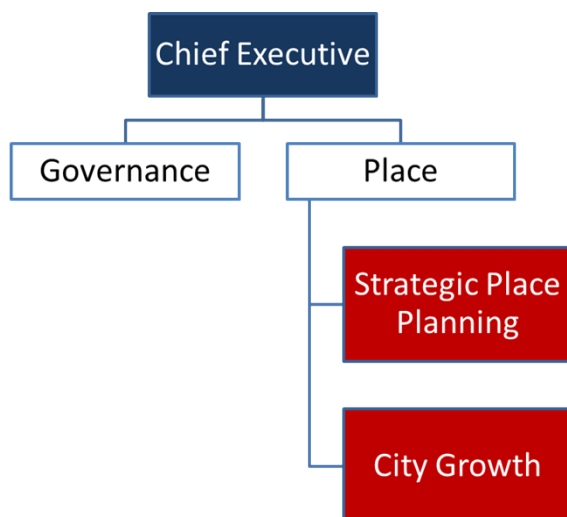 Chief Executive
Governance
Place
Strategic Place
Planning
City Growth